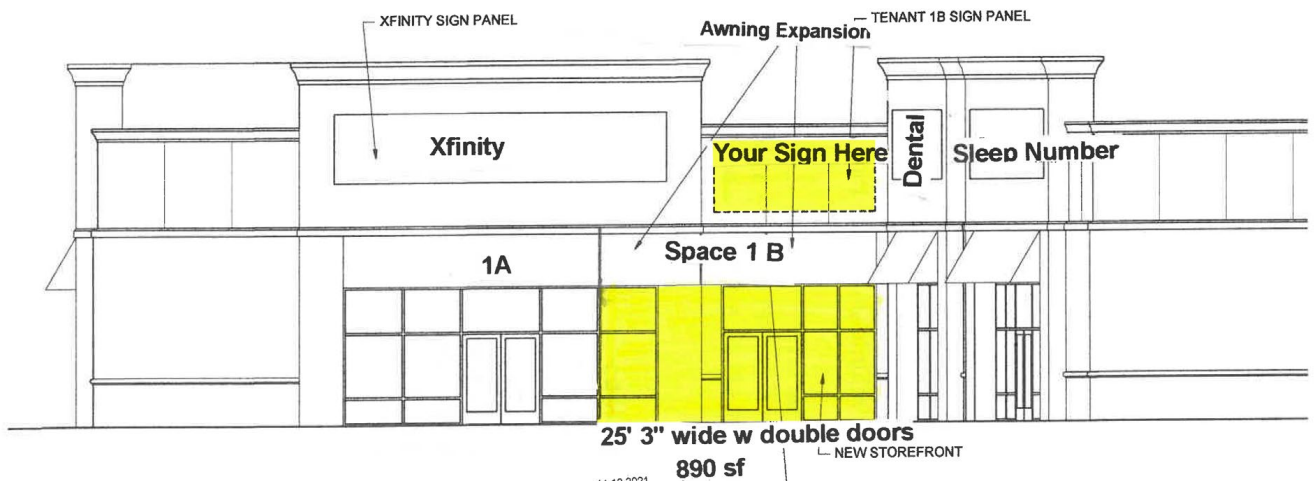 XFINITY SIGN PANEL
Awning Expansion
TENANT 1B SIGN PANEL
Xfinity
Your Sign Here
Dental
Sleep Number
1A
Space 1 B
25' 3" wide w double doors
NEW STOREFRONT
890 sf